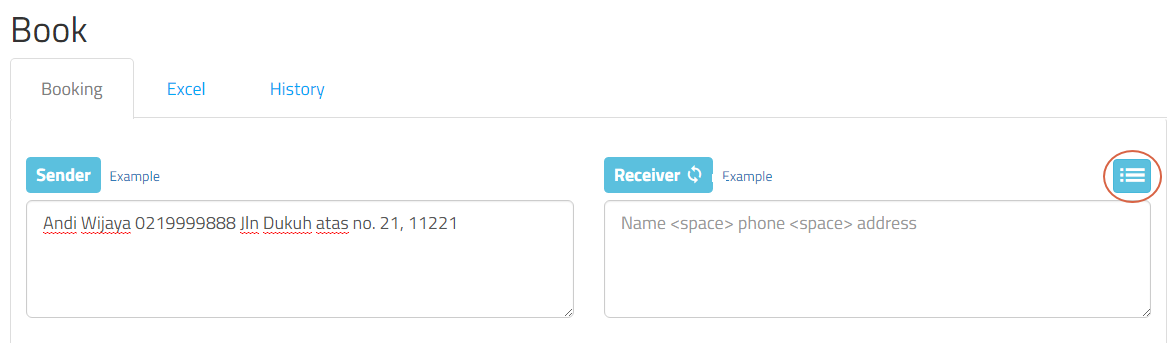 Book
Booking Excel History
Sender Example Receiver Example
Andi Wijaya 0219999888 Jln Dukuh atas no. 21, 11221
Name <space> phone <space> address